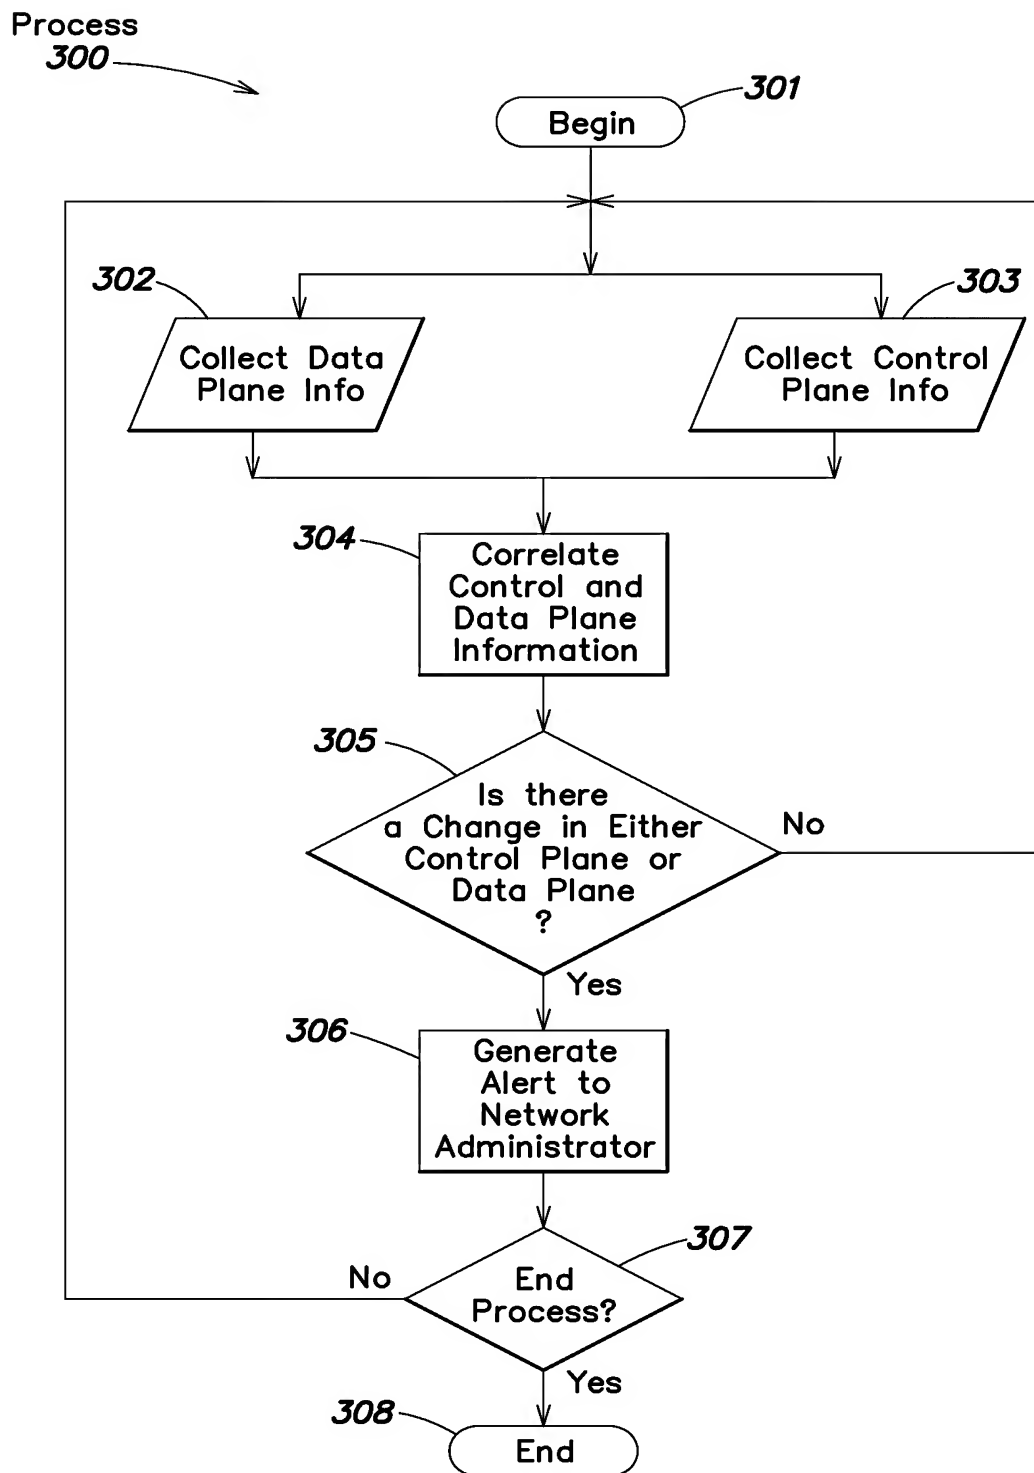 Process
300
301
Begin
302
303
Collect Data
Plane Info
Collect Control
Plane Info
304
Correlate
Control and
Data Plane
Information
305
Is there
a Change in Either
Control Plane or
Data Plane
?
No
Yes
306
Generate
Alert to
Network
Administrator
307
No
End
Process?
Yes
308
End